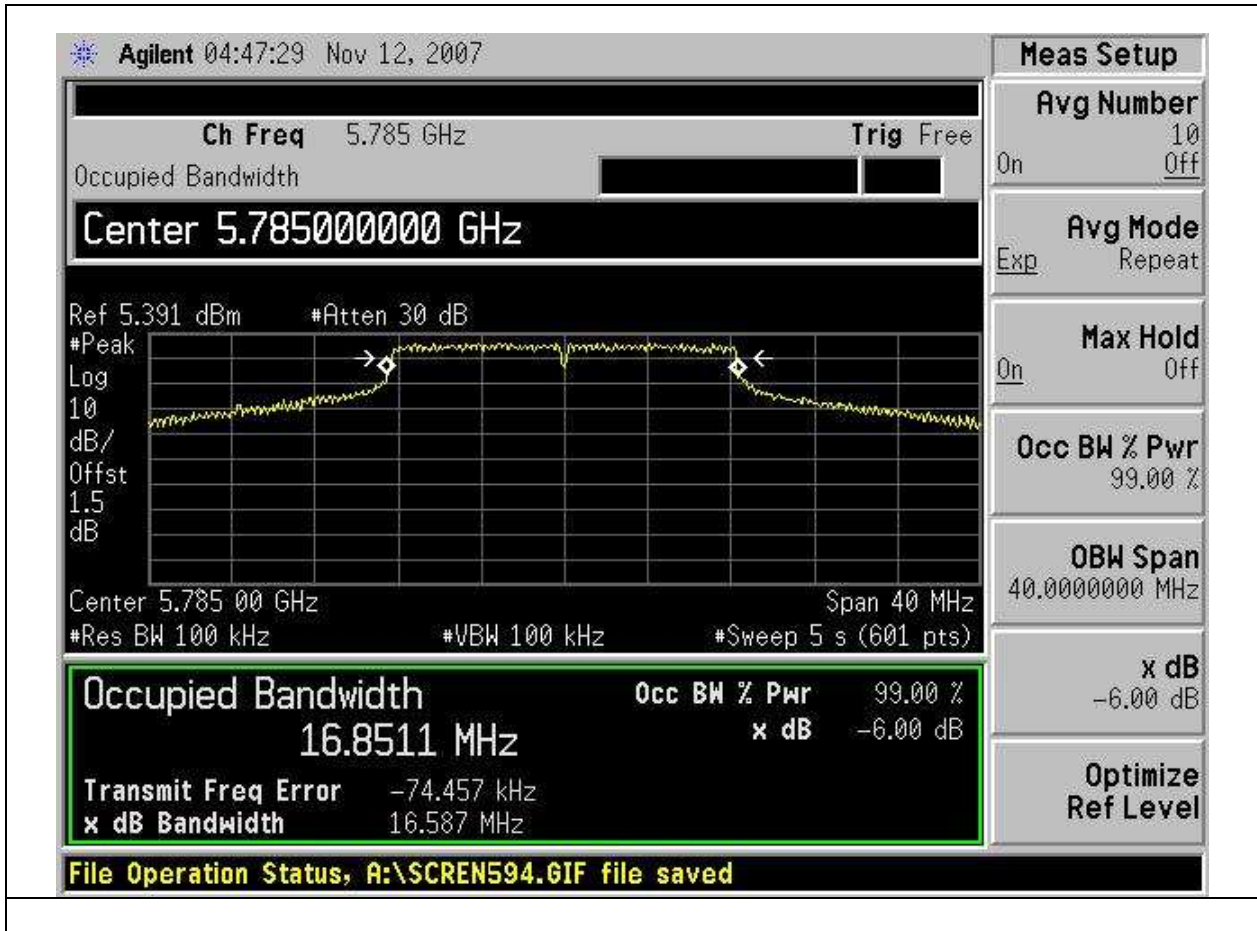 Agilent 04:47:29 Nov 12, 2007
Meas Setup
Ch Freq 5.785 GHz Trig Free
Occupied Bandwidth
Center 5.785000000 GHz
Ref 5.391 dBm #Atten 30 dB
#Peak
Log
10
dB/
Offst
1.5
dB
Center 5.785 00 GHz Span 40 MHz
#Res BW 100 kHz #VBW 100 kHz #Sweep 5 s (601 pts)
Occupied Bandwidth Occ BW % Pwr 99.00 %
16.8511 MHz x dB -6.00 dB
Transmit Freq Error -74.457 kHz
x dB Bandwidth 16.587 MHz
Avg Number
10
On Off
Avg Mode
Exp Repeat
Max Hold
On Off
Occ BW % Pwr
99.00 %
OBW Span
40.0000000 MHz
x dB
-6.00 dB
Optimize
Ref Level
File Operation Status, A:\SCREN594.GIF file saved